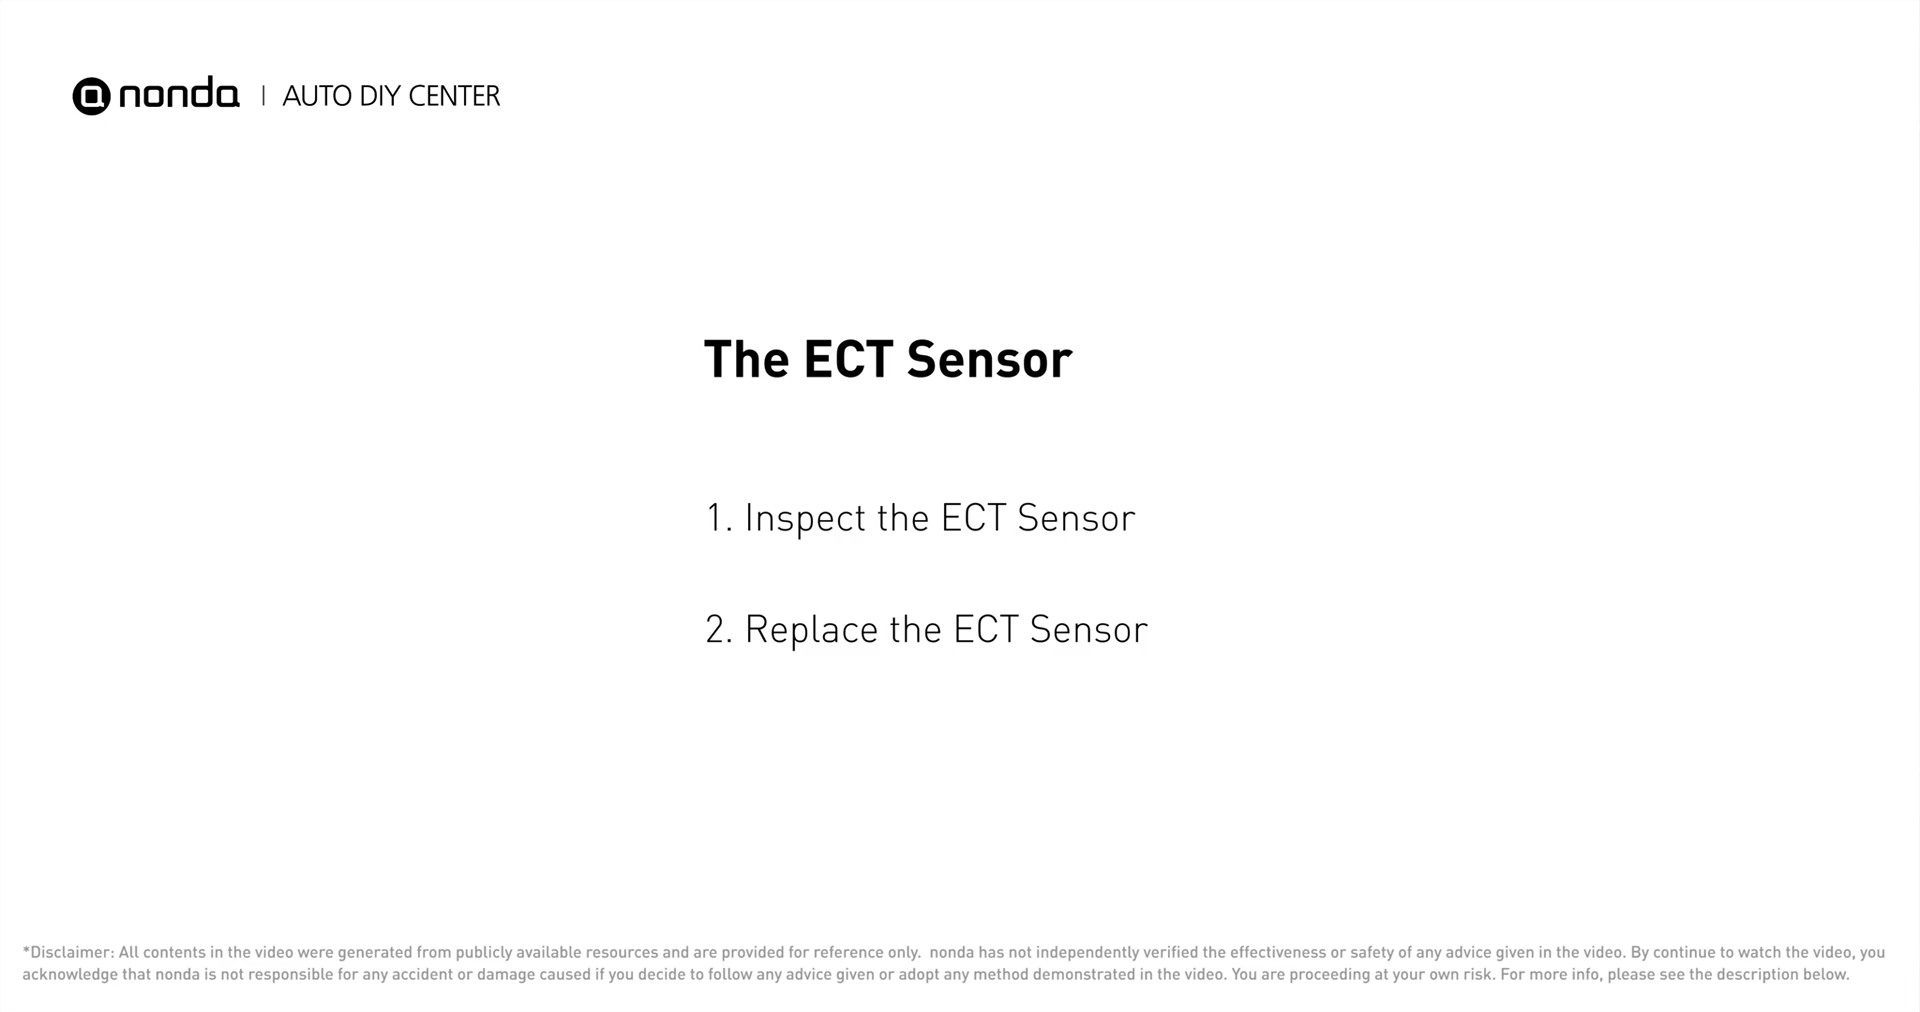 nonda | AUTO DIY CENTER
The ECT Sensor
1. Inspect the ECT Sensor
2. Replace the ECT Sensor
*Disclaimer: All contents in the video were generated from publicly available resources and are provided for reference only.  nonda has not independently verified the effectiveness or safety of any advice given in the video. By continue to watch the video, you
acknowledge that nonda is not responsible for any accident or damage caused if you decide to follow any advice given or adopt any method demonstrated in the video. You are proceeding at your own risk. For more info, please see the description below.